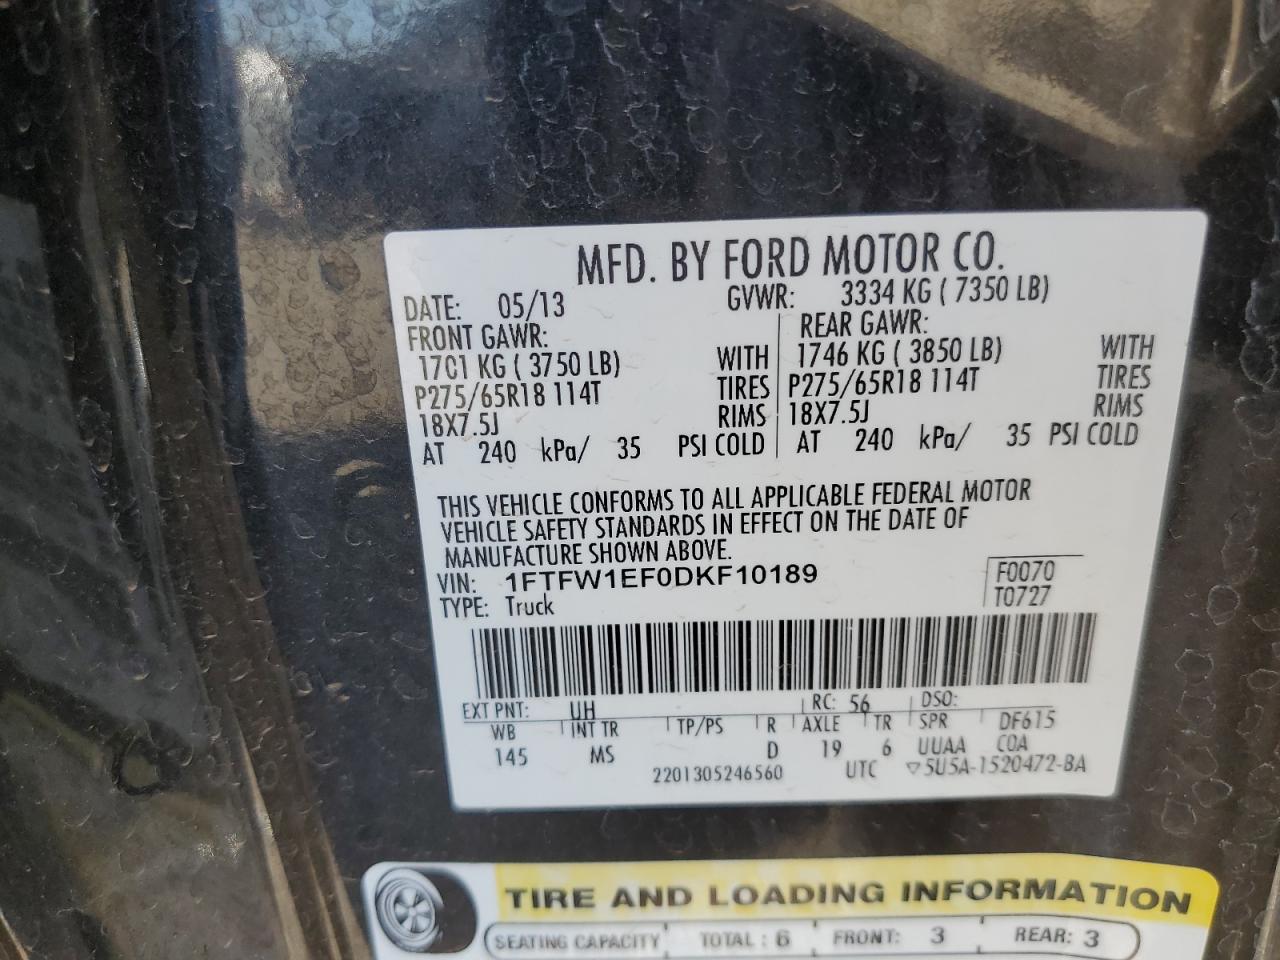 MFD. BY FORD MOTOR CO.
DATE: 05/13 GVWR: 3334 KG ( 7350 LB)
FRONT GAWR: REAR GAWR:
1701 KG ( 3750 LB) WITH 1746 KG ( 3850 LB) WITH
P275/65R18 114T TIRES P275/65R18 114T TIRES
18X7.5J RIMS 18X7.5J RIMS
AT 240 kPa/ 35 PSI COLD AT 240 kPa/ 35 PSI COLD
THIS VEHICLE CONFORMS TO ALL APPLICABLE FEDERAL MOTOR
VEHICLE SAFETY STANDARDS IN EFFECT ON THE DATE OF
MANUFACTURE SHOWN ABOVE.
VIN: 1FTFW1EF0DKF10189 F0070
TYPE: Truck T0727
EXT PNT: UH RC: 56 DSO:
WB INT TR TP/PS R AXLE TR SPR DF615
145 MS D 19 6 UUAA COA
2201305246560 UTC ▽5U5A-1520472-BA
TIRE AND LOADING INFORMATION
SEATING CAPACITY TOTAL : 6 FRONT: 3 REAR: 3